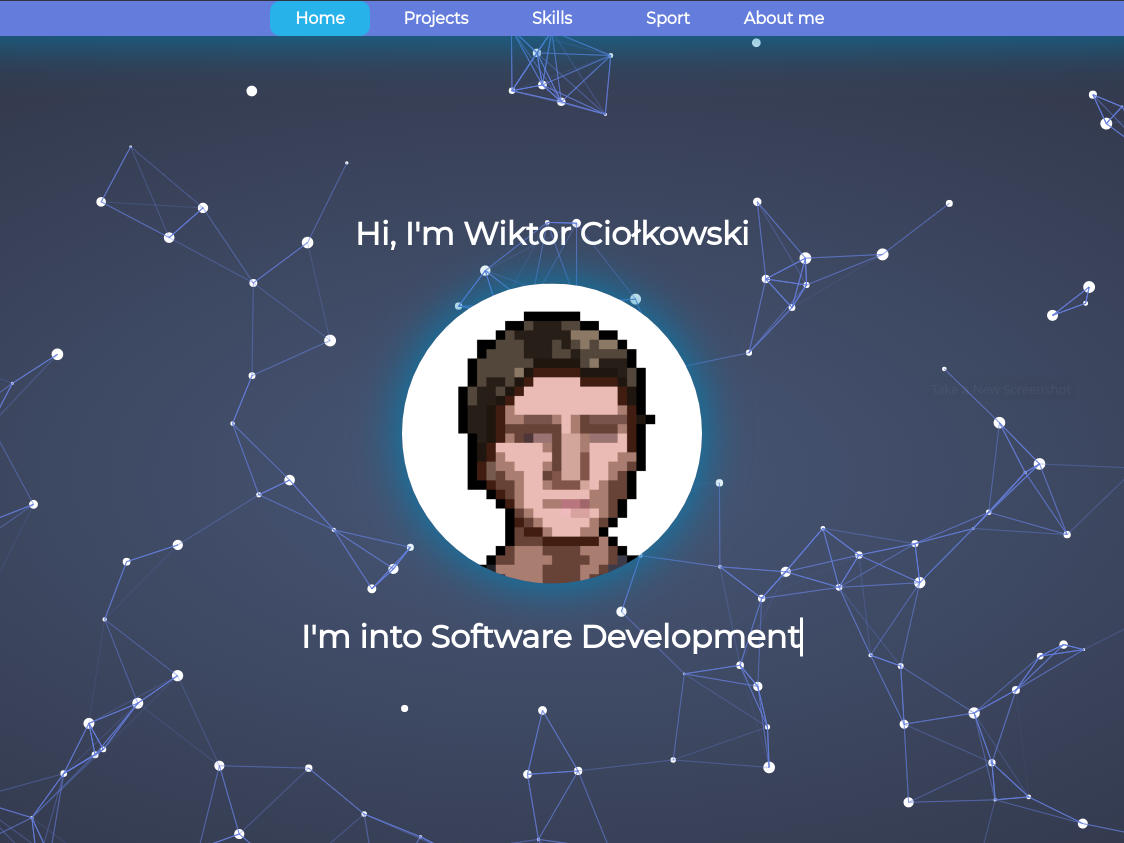 Home Projects Skills Sport About me
Hi, I'm Wiktor Ciołkowski
Take a New Screenshot
I'm into Software Development